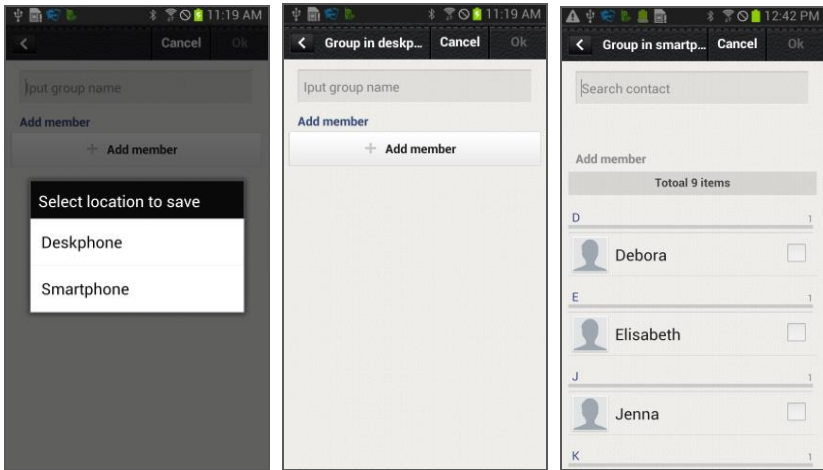 11:19 AM
Cancel Ok
Iput group name
Add member
+ Add member
Select location to save
Deskphone
Smartphone
11:19 AM
Group in deskp... Cancel Ok
Iput group name
Add member
+ Add member
12:42 PM
Group in smartp... Cancel Ok
Search contact
Add member
Totoal 9 items
D 1
Debora
E 1
Elisabeth
J 1
Jenna
K 1